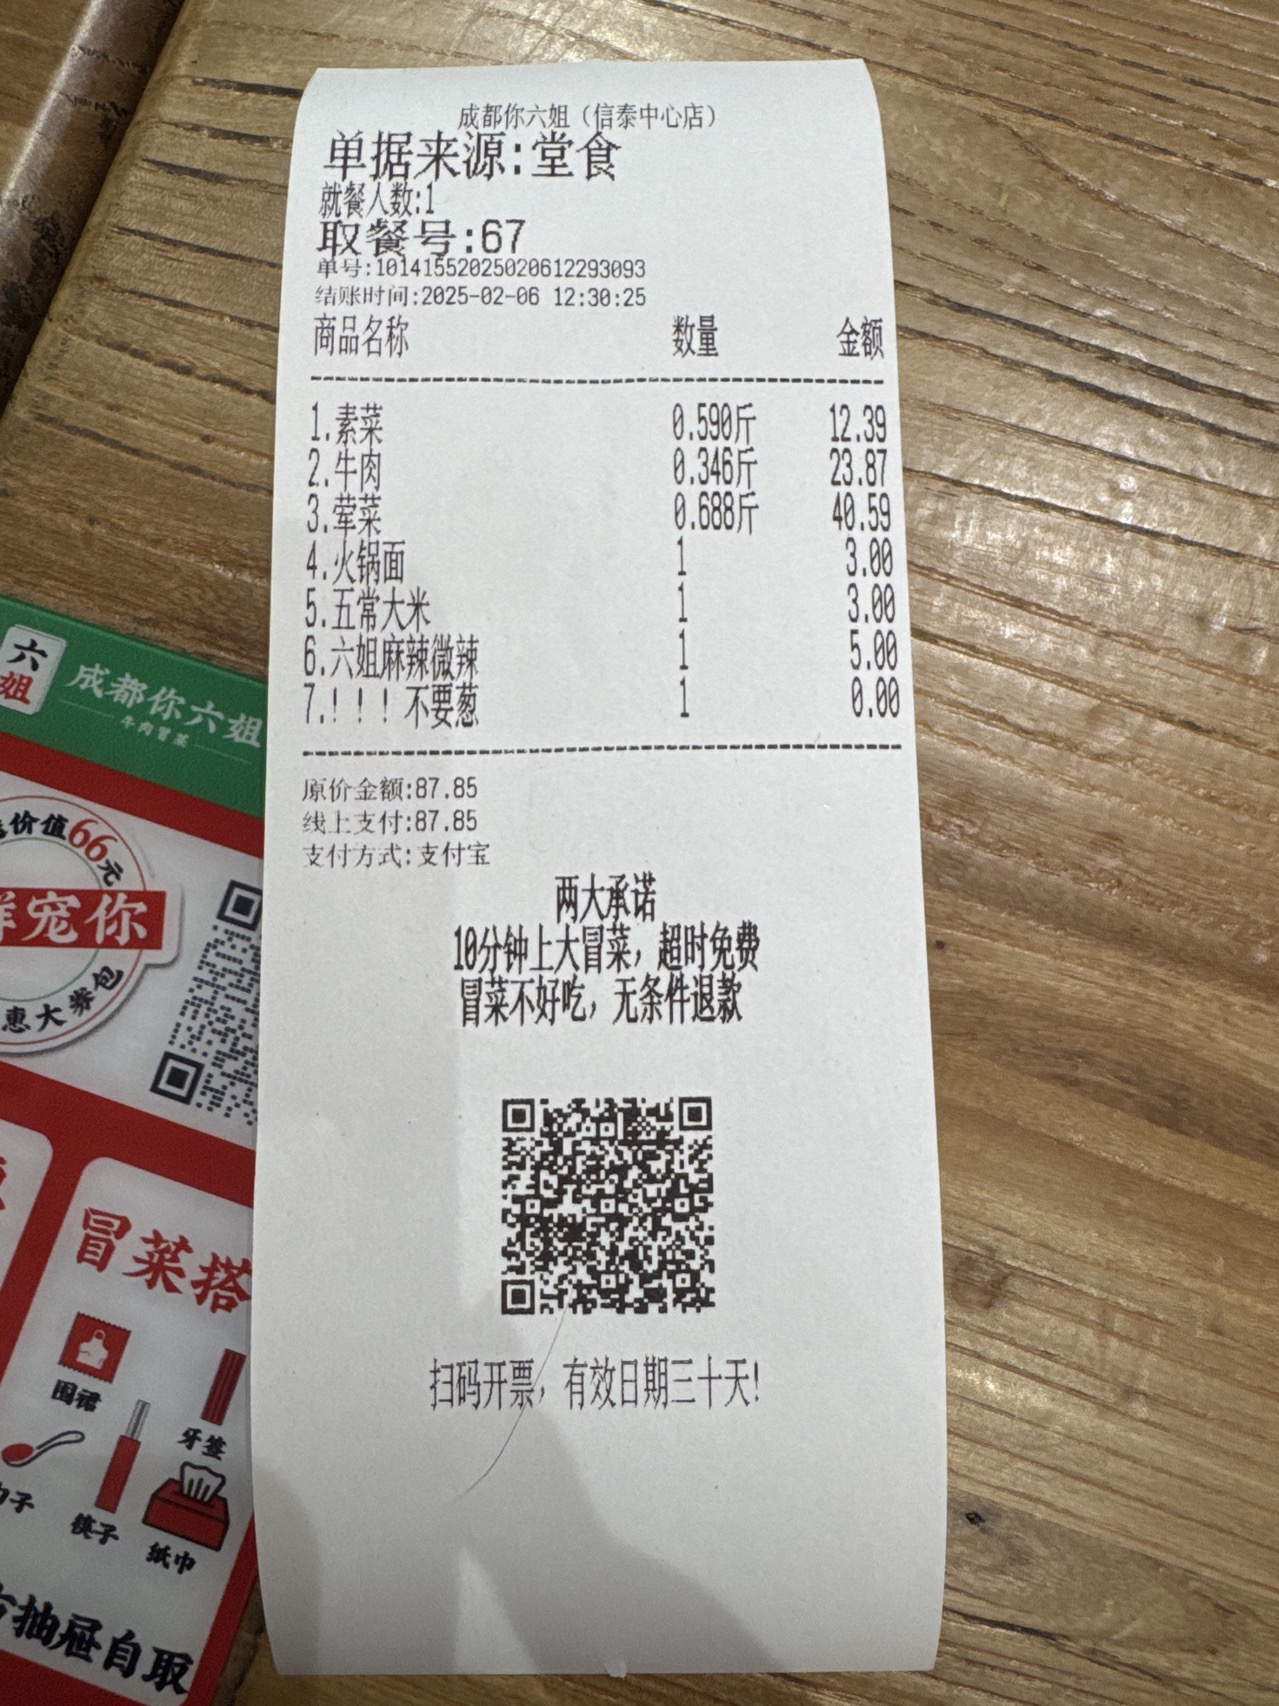 成都你六姐（信泰中心店）
单据来源:堂食
就餐人数:1
取餐号:67
单号:10141552025020612293093
结账时间:2025-02-06 12:30:25
商品名称 数量 金额
1.素菜 0.590斤 12.39
2.牛肉 0.346斤 23.87
3.荤菜 0.688斤 40.59
4.火锅面 1 3.00
5.五常大米 1 3.00
6.六姐麻辣微辣 1 5.00
7.！！！不要葱 1 0.00
原价金额:87.85
线上支付:87.85
支付方式:支付宝
两大承诺
10分钟上大冒菜，超时免费
冒菜不好吃，无条件退款
扫码开票，有效日期三十天!
六姐
成都你六姐
牛肉冒菜
价值66元
宠你
惠大券包
冒菜搭
围裙
牙签
子
筷子
纸巾
抽屉自取